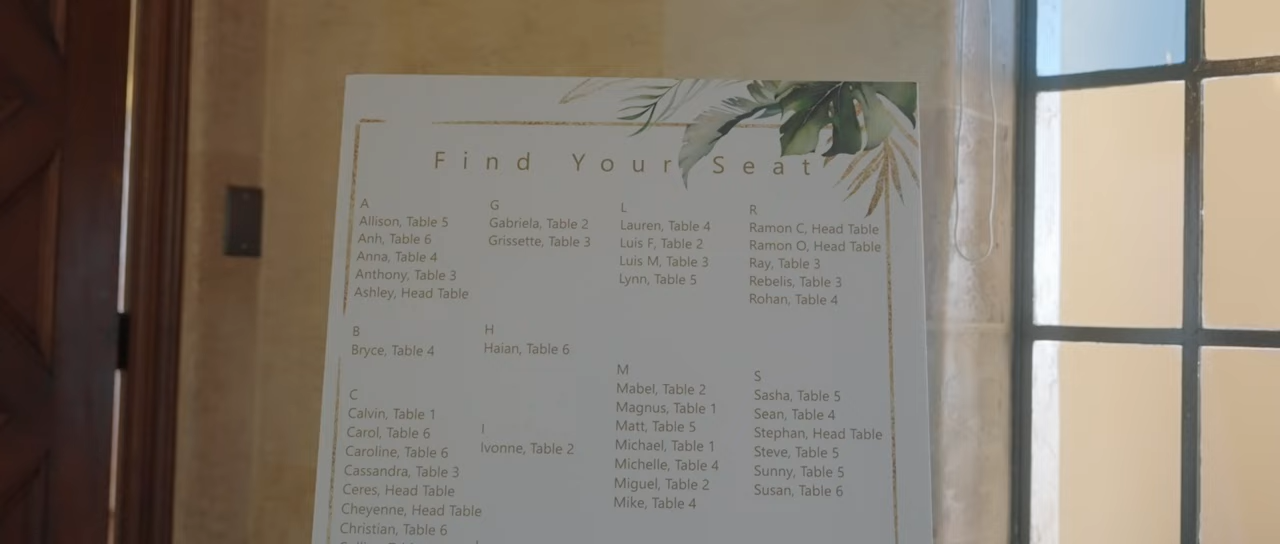 Find Your Seat
A
Allison, Table 5
Anh, Table 6
Anna, Table 4
Anthony, Table 3
Ashley, Head Table
B
Bryce, Table 4
C
Calvin, Table 1
Carol, Table 6
Caroline, Table 6
Cassandra, Table 3
Ceres, Head Table
Cheyenne, Head Table
Christian, Table 6
G
Gabriela, Table 2
Grissette, Table 3
H
Haian, Table 6
I
Ivonne, Table 2
L
Lauren, Table 4
Luis F, Table 2
Luis M, Table 3
Lynn, Table 5
M
Mabel, Table 2
Magnus, Table 1
Matt, Table 5
Michael, Table 1
Michelle, Table 4
Miguel, Table 2
Mike, Table 4
R
Ramon C, Head Table
Ramon O, Head Table
Ray, Table 3
Rebelis, Table 3
Rohan, Table 4
S
Sasha, Table 5
Sean, Table 4
Stephan, Head Table
Steve, Table 5
Sunny, Table 5
Susan, Table 6